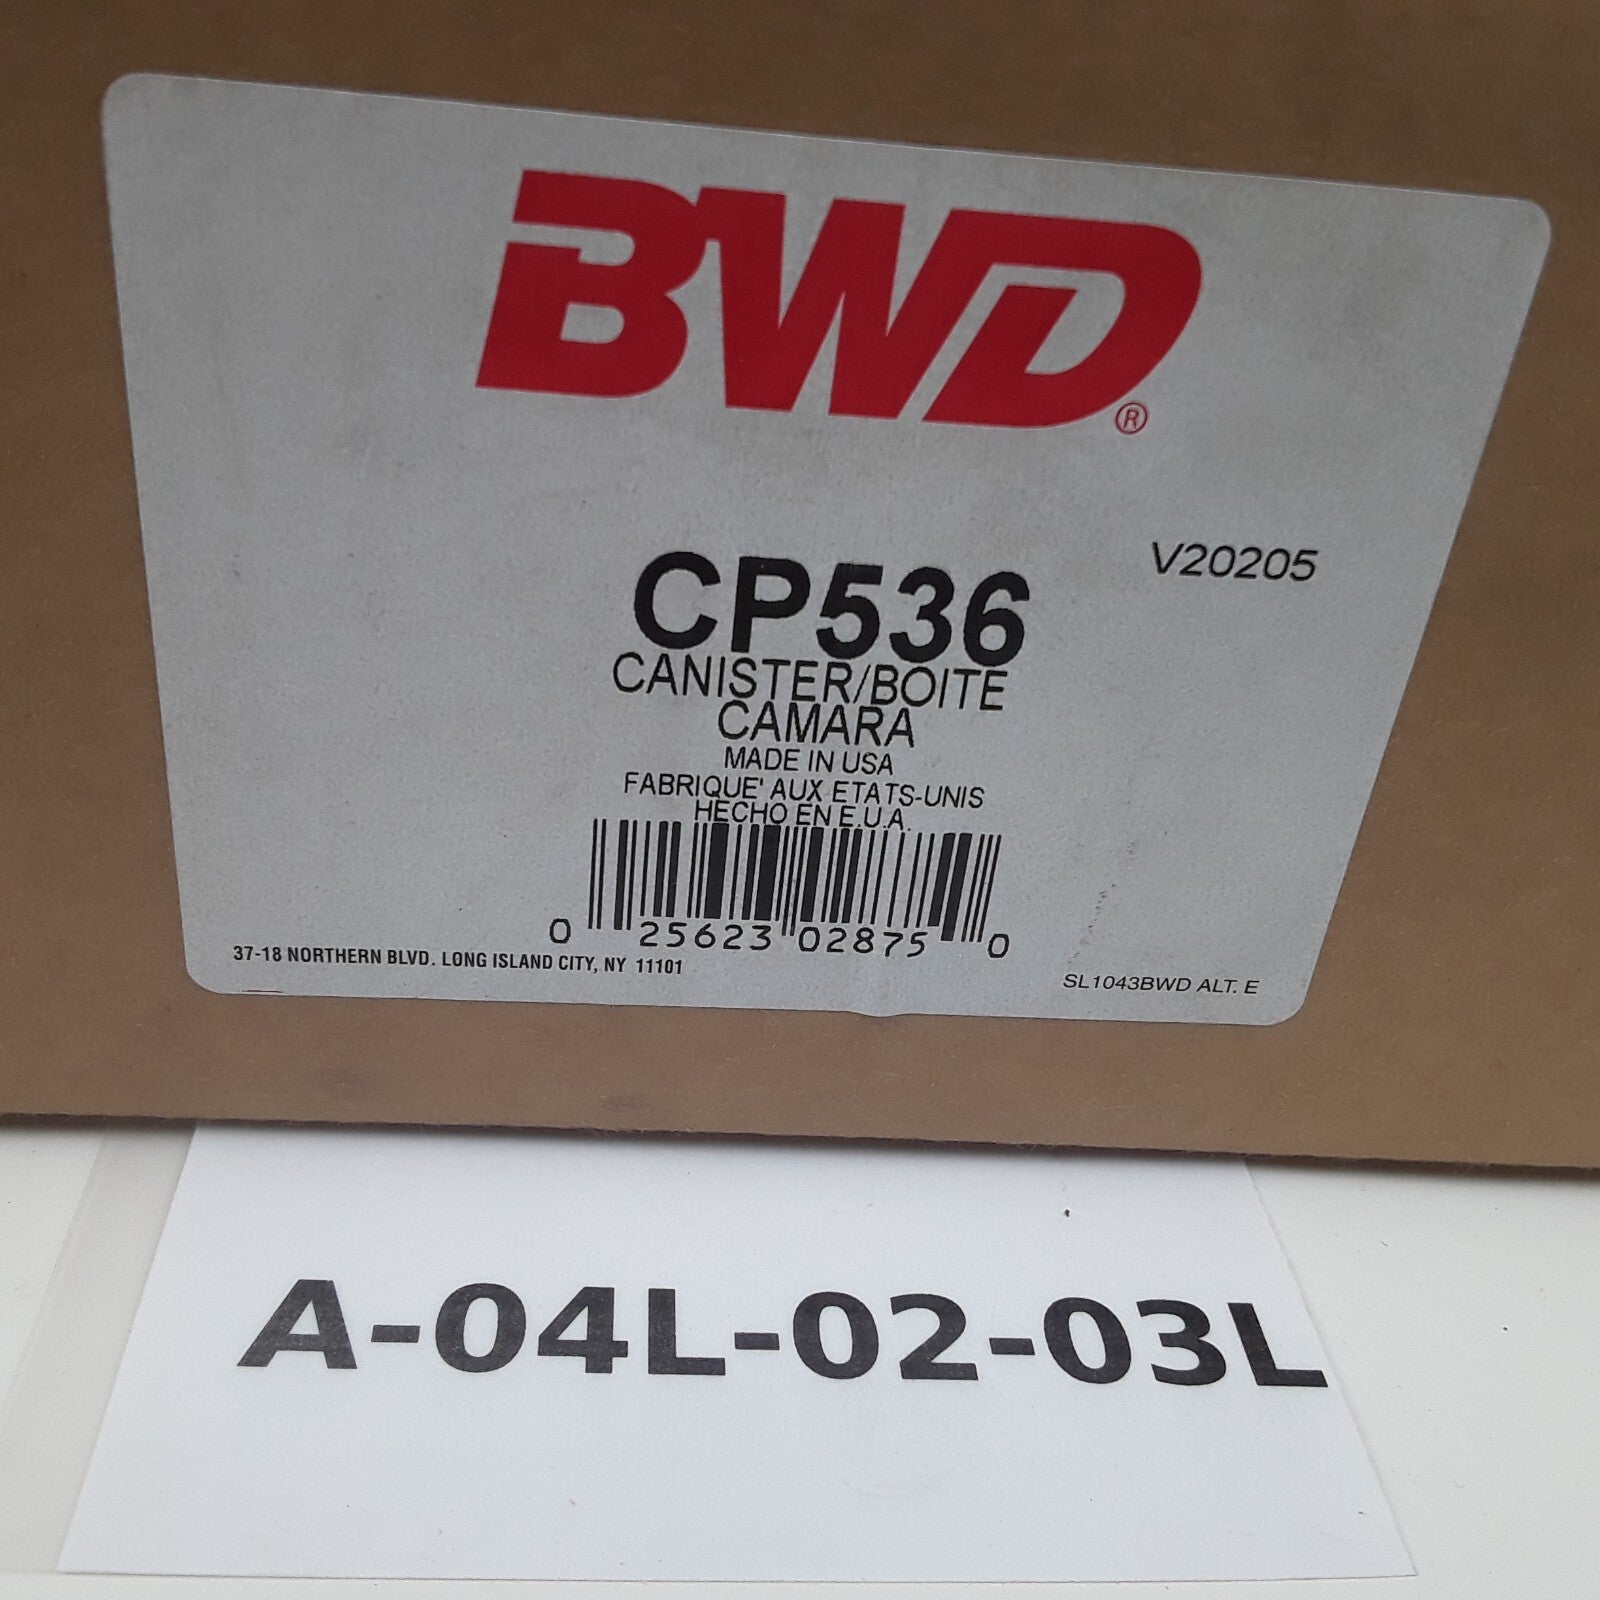 BWD®
V20205
CP536
CANISTER/BOITE
CAMARA
MADE IN USA
FABRIQUE' AUX ETATS-UNIS
HECHO EN E.U.A.
0 25623 02875 0
37-18 NORTHERN BLVD. LONG ISLAND CITY, NY 11101
SL1043BWD ALT. E
A-04L-02-03L